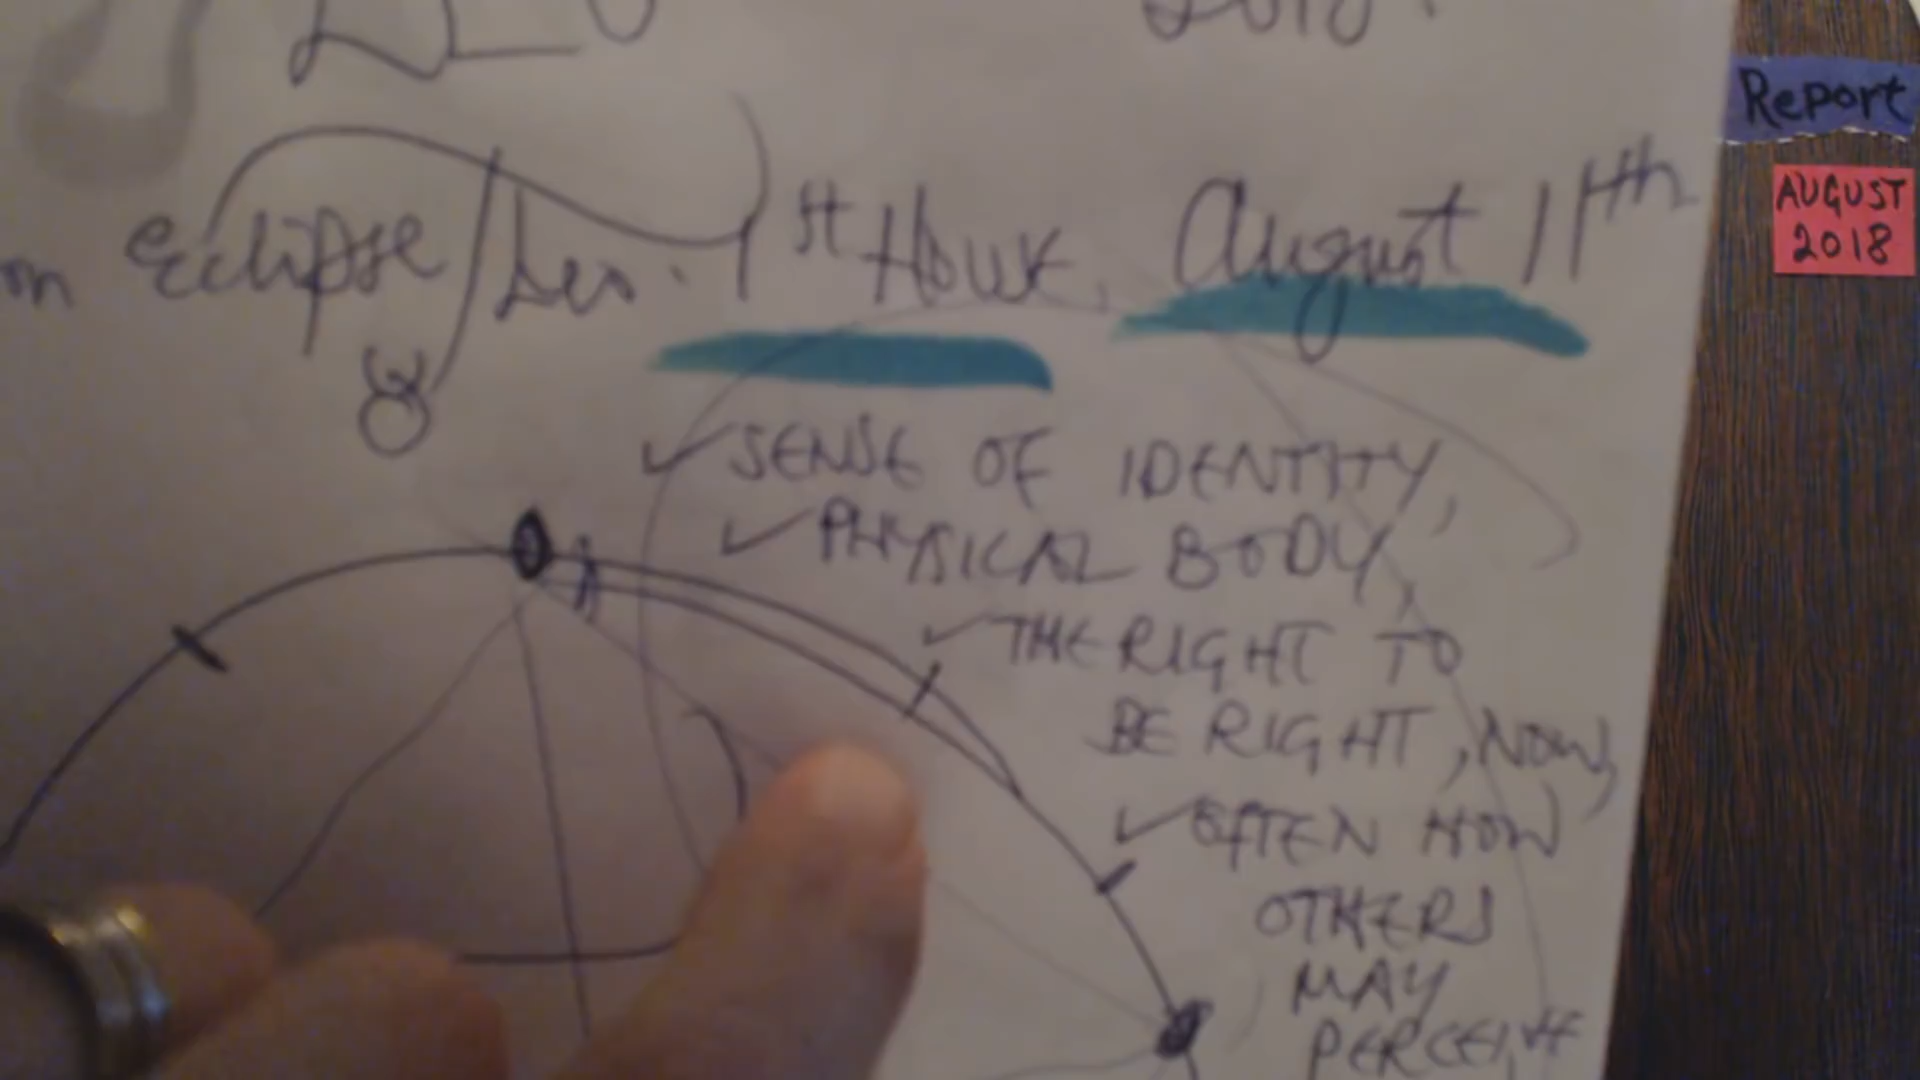 2018.
Report
AUGUST
2018
Eclipse / Leo. 1st House, August 11th
SENSE OF IDENTITY,
PHYSICAL BODY,
THE RIGHT TO
BE RIGHT, NOW,
OFTEN HOW
OTHERS
MAY
PERCEIVE